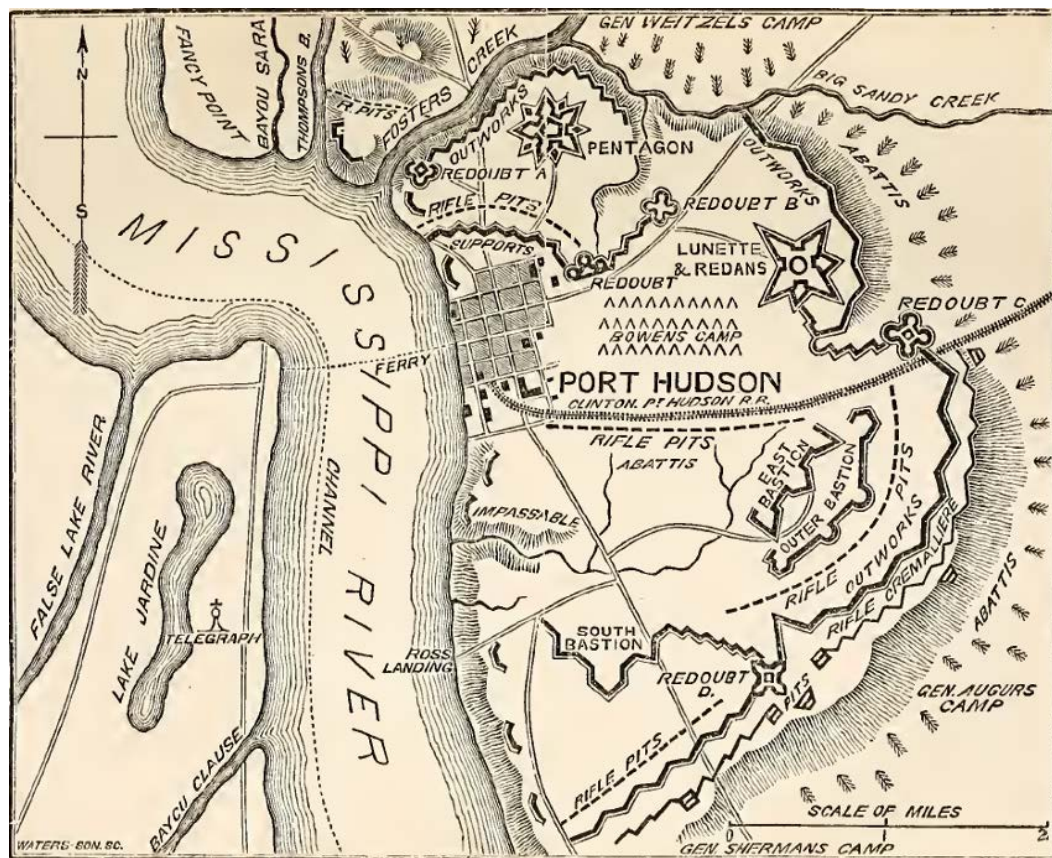 GEN WEITZELS CAMP
FANCY POINT
BAYOU SARA
THOMPSONS B.
R. PITS
FOSTERS CREEK
BIG SANDY CREEK
N
S
OUTWORKS
PENTAGON
REDOUBT A
RIFLE PITS
OUTWORKS
ABATTIS
REDOUBT B
SUPPORTS
LUNETTE
& REDANS
REDOUBT
REDOUBT C
MISSISSIPPI RIVER
BOWENS CAMP
FERRY
PORT HUDSON
CLINTON. PT HUDSON R.R.
RIFLE PITS
ABATTIS
EAST
BASTION
OUTER BASTION
RIFLE PITS
OUTWORKS
RIFLE CREMALLIERE
IMPASSABLE
CHANNEL
FALSE LAKE RIVER
LAKE JARDINE
TELEGRAPH
ABATTIS
ROSS
LANDING
SOUTH
BASTION
REDOUBT
D.
PITS
GEN. AUGURS
CAMP
RIFLE PITS
BAYCU CLAUSE
SCALE OF MILES
0 1 2
GEN. SHERMANS CAMP
WATERS-SON. SC.